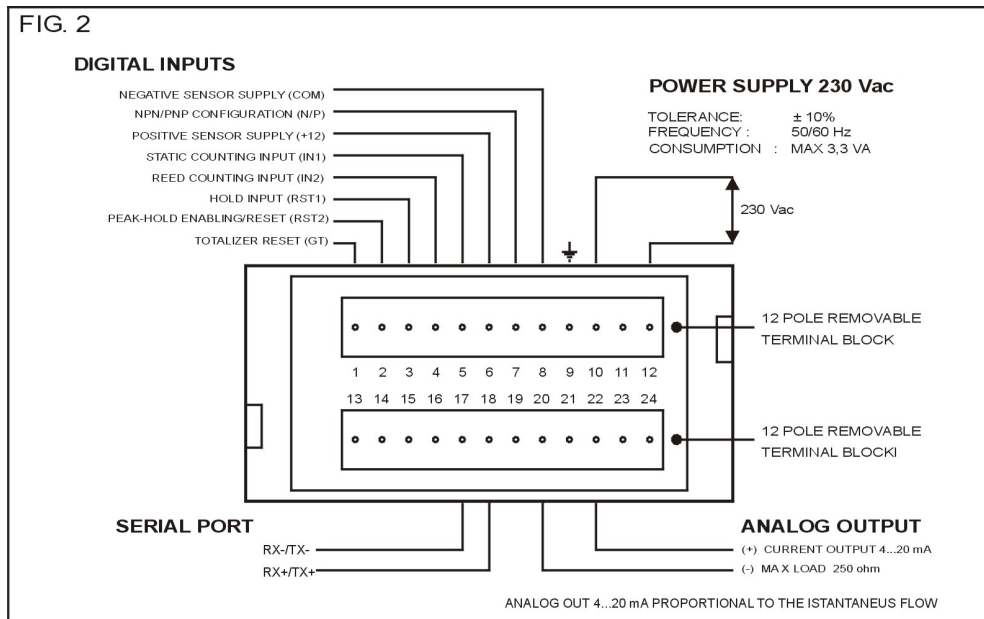 FIG. 2
DIGITAL INPUTS
NEGATIVE SENSOR SUPPLY (COM)
NPN/PNP CONFIGURATION (N/P)
POSITIVE SENSOR SUPPLY (+12)
STATIC COUNTING INPUT (IN1)
REED COUNTING INPUT (IN2)
HOLD INPUT (RST1)
PEAK-HOLD ENABLING/RESET (RST2)
TOTALIZER RESET (GT)
POWER SUPPLY 230 Vac
TOLERANCE: ± 10%
FREQUENCY : 50/60 Hz
CONSUMPTION : MAX 3,3 VA
230 Vac
12 POLE REMOVABLE
TERMINAL BLOCK
1 2 3 4 5 6 7 8 9 10 11 12
13 14 15 16 17 18 19 20 21 22 23 24
12 POLE REMOVABLE
TERMINAL BLOCKI
SERIAL PORT
RX-/TX-
RX+/TX+
ANALOG OUTPUT
(+) CURRENT OUTPUT 4...20 mA
(-) MAX LOAD 250 ohm
ANALOG OUT 4...20 mA PROPORTIONAL TO THE ISTANTANEUS FLOW